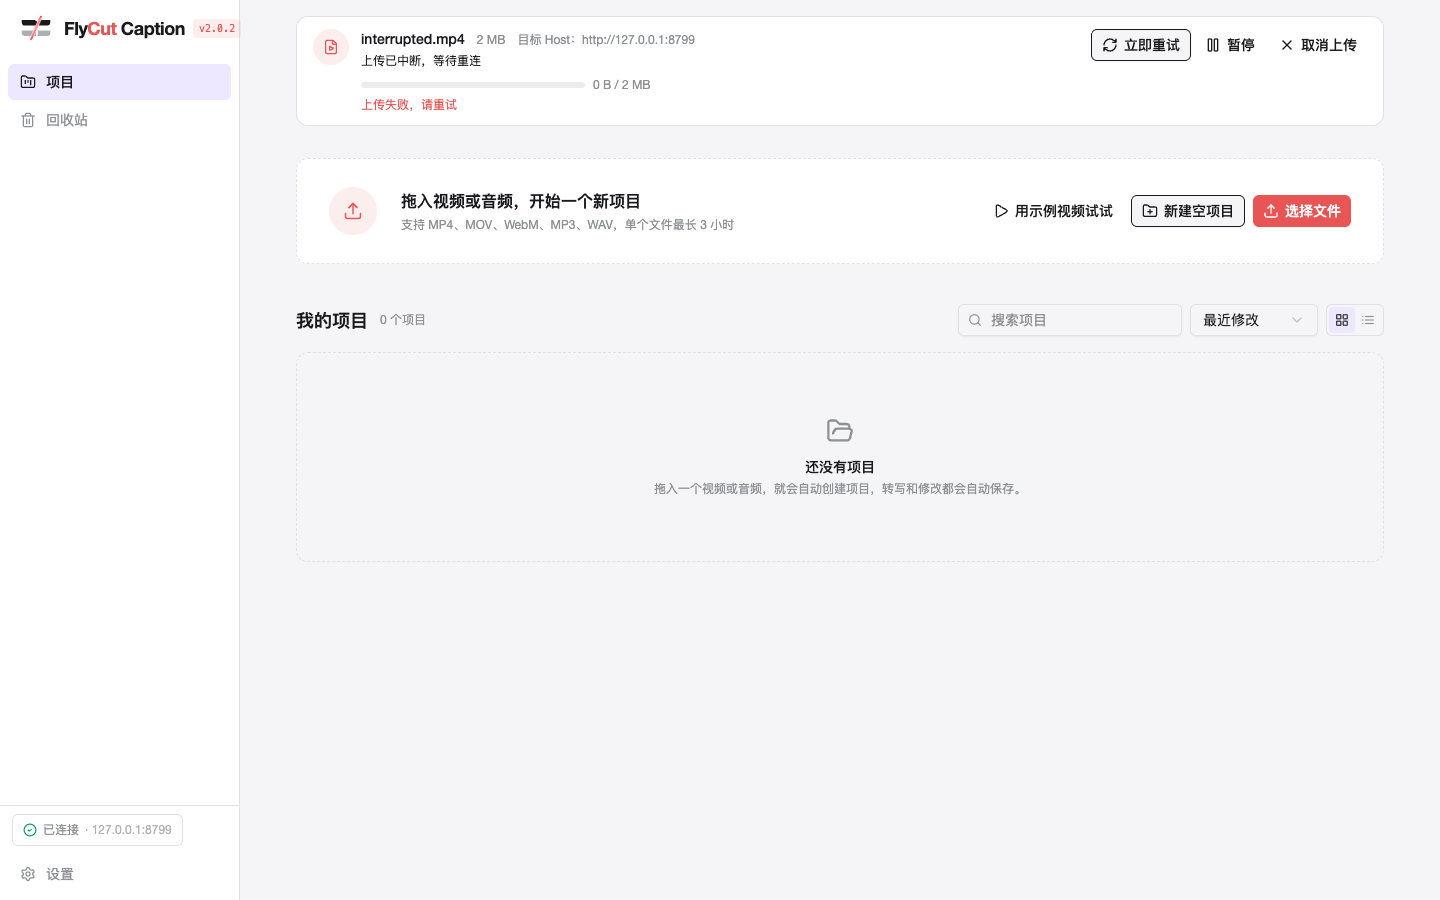 FlyCut Caption v2.0.2
项目
回收站
interrupted.mp4 2 MB 目标 Host: http://127.0.0.1:8799
上传已中断，等待重连
0 B / 2 MB
上传失败，请重试
立即重试 暂停 取消上传
拖入视频或音频，开始一个新项目
支持 MP4、MOV、WebM、MP3、WAV，单个文件最长 3 小时
用示例视频试试 新建空项目 选择文件
我的项目 0 个项目
搜索项目 最近修改
还没有项目
拖入一个视频或音频，就会自动创建项目，转写和修改都会自动保存。
已连接 · 127.0.0.1:8799
设置